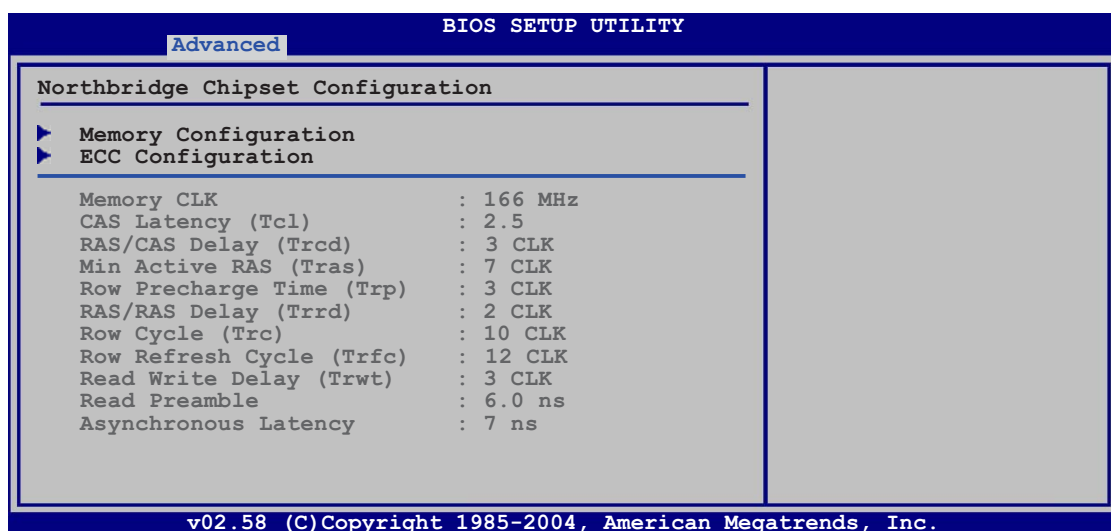 BIOS SETUP UTILITY
Advanced
Northbridge Chipset Configuration
Memory Configuration
ECC Configuration
Memory CLK : 166 MHz
CAS Latency (Tcl) : 2.5
RAS/CAS Delay (Trcd) : 3 CLK
Min Active RAS (Tras) : 7 CLK
Row Precharge Time (Trp) : 3 CLK
RAS/RAS Delay (Trrd) : 2 CLK
Row Cycle (Trc) : 10 CLK
Row Refresh Cycle (Trfc) : 12 CLK
Read Write Delay (Trwt) : 3 CLK
Read Preamble : 6.0 ns
Asynchronous Latency : 7 ns
v02.58 (C)Copyright 1985-2004, American Megatrends, Inc.